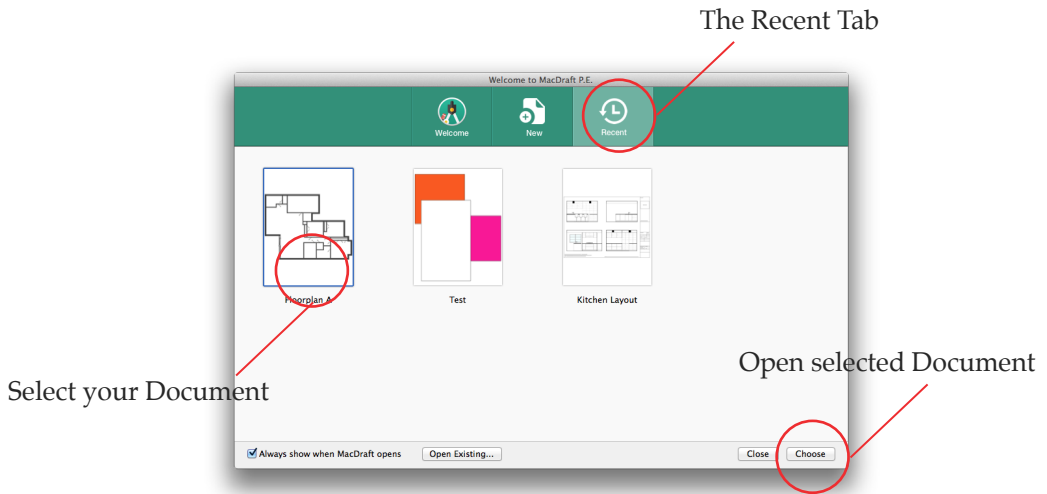 The Recent Tab
Welcome to MacDraft P.E.
Welcome
New
Recent
Floorplan A
Test
Kitchen Layout
Open selected Document
Select your Document
Always show when MacDraft opens
Open Existing...
Close
Choose